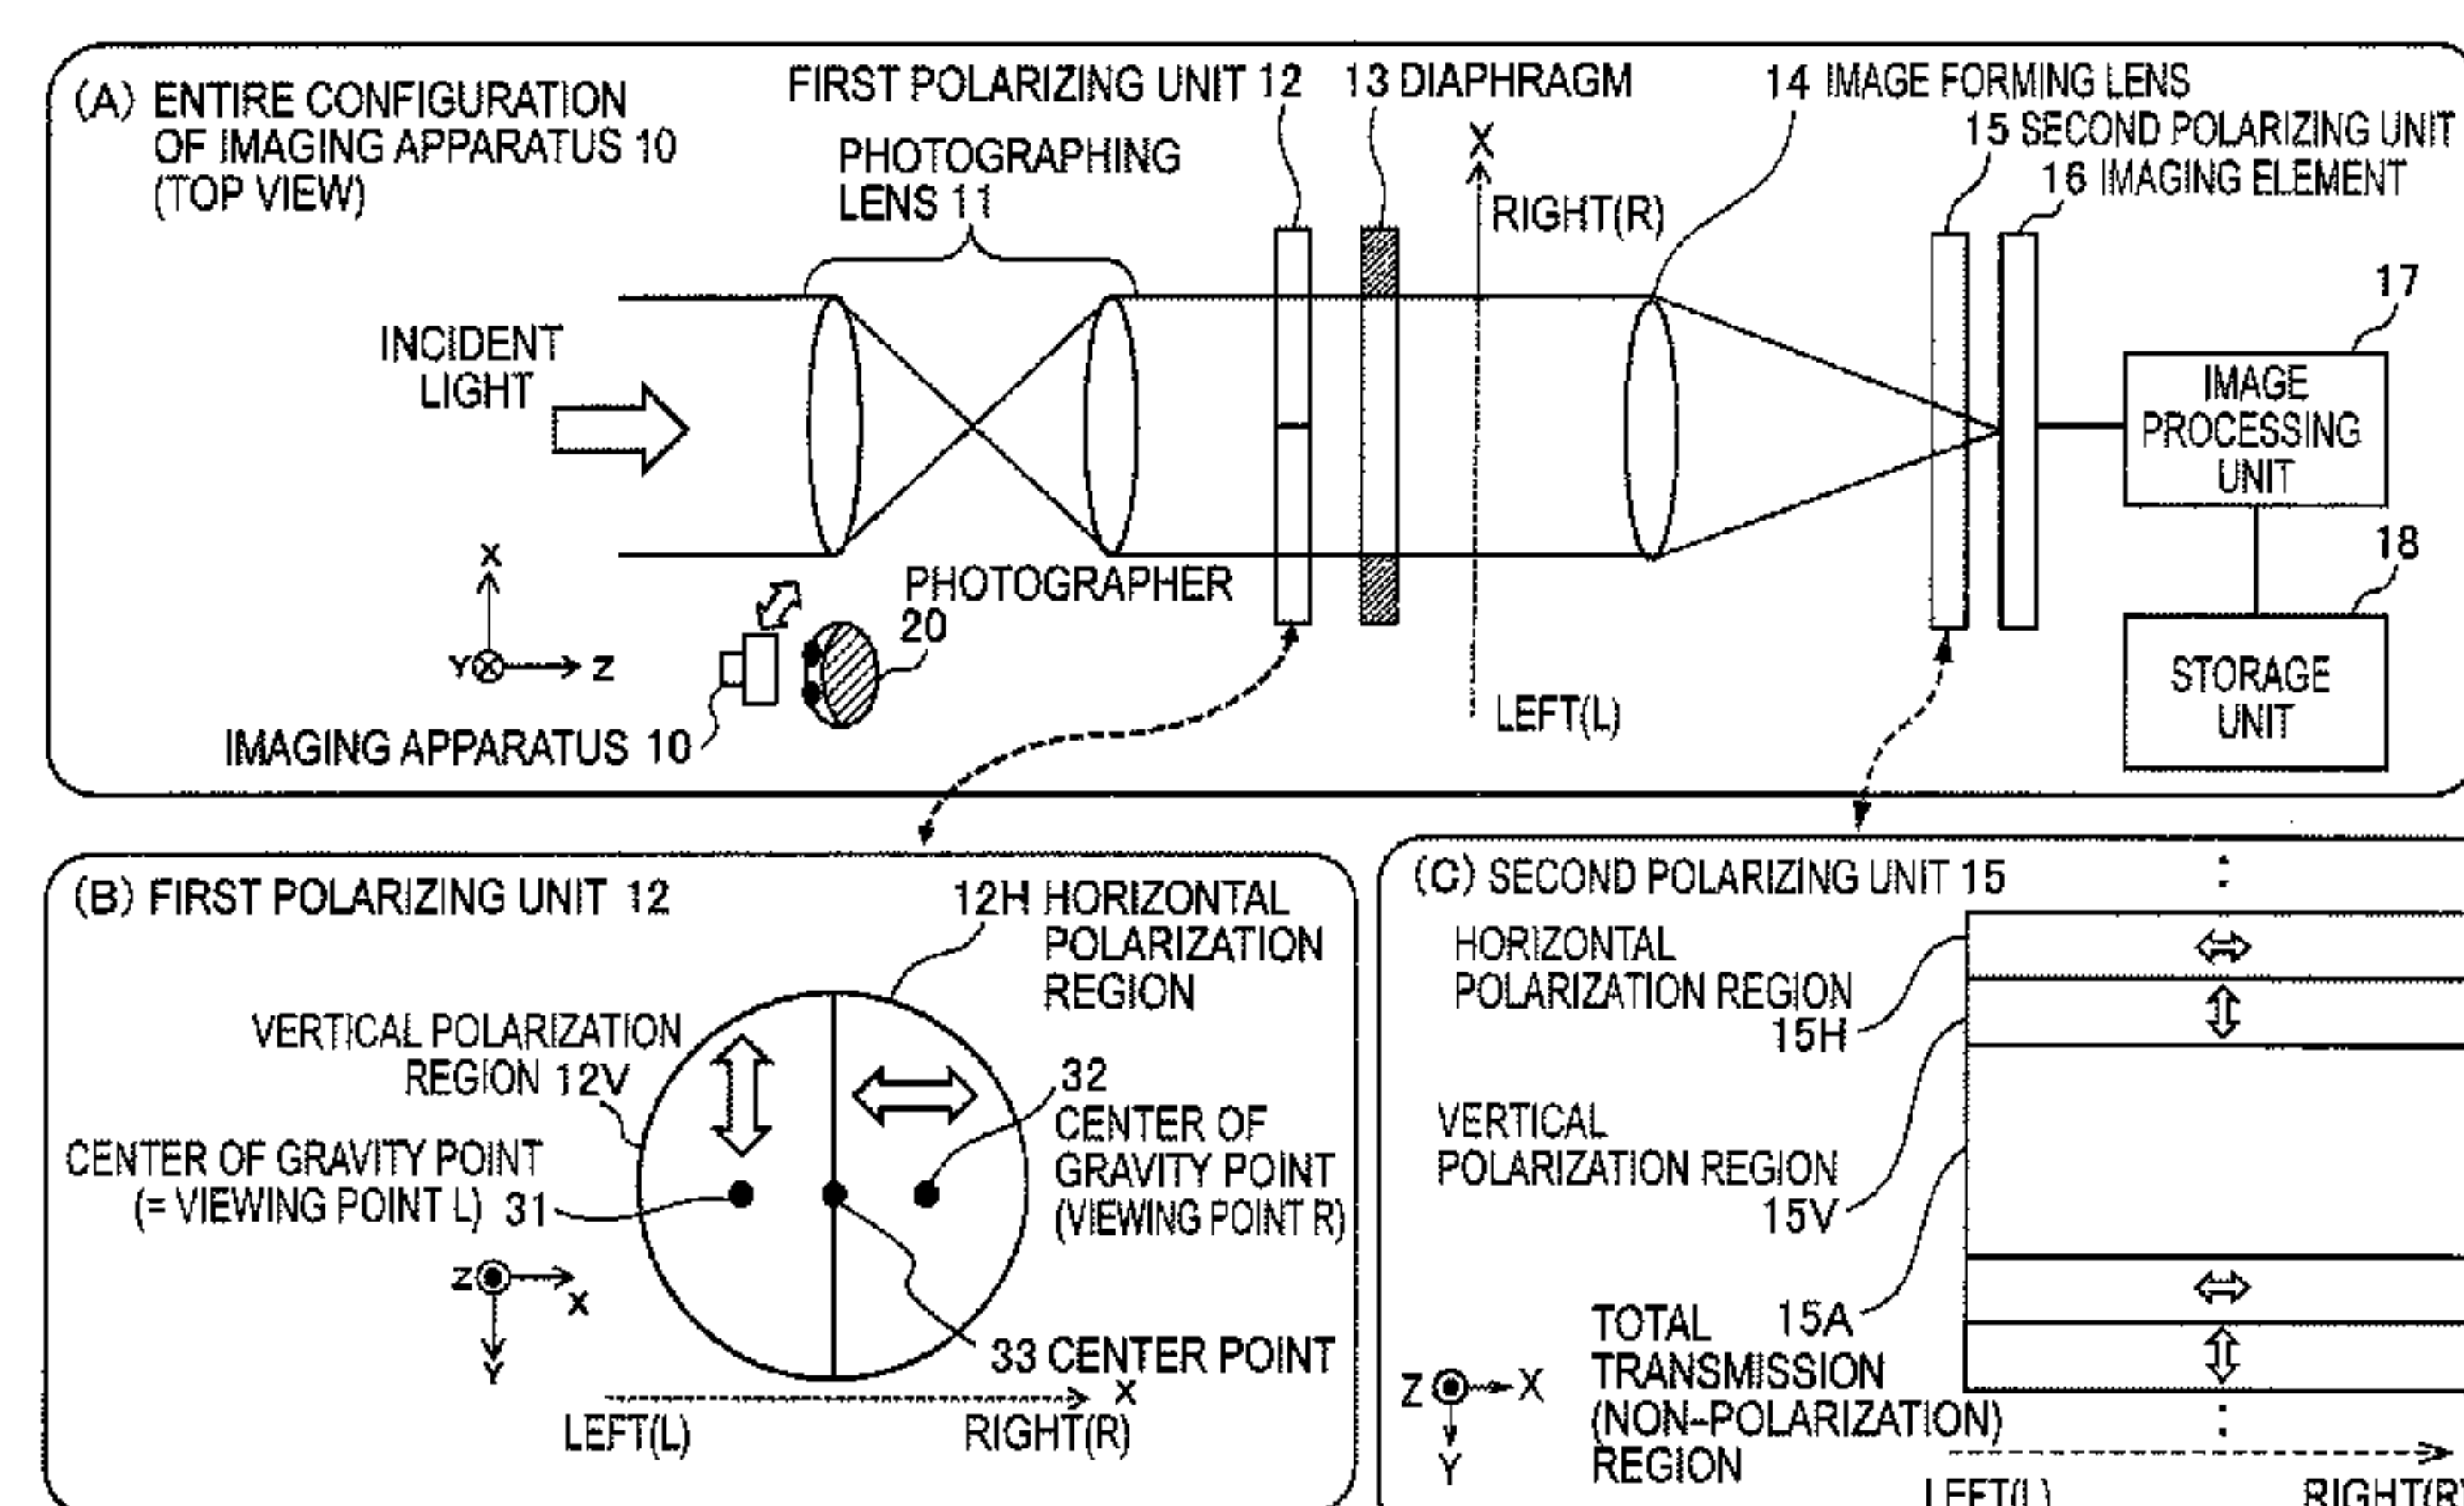 (A) ENTIRE CONFIGURATION
OF IMAGING APPARATUS 10
(TOP VIEW)
FIRST POLARIZING UNIT 12
13 DIAPHRAGM
14 IMAGE FORMING LENS
15 SECOND POLARIZING UNIT
16 IMAGING ELEMENT
PHOTOGRAPHING
LENS 11
X
RIGHT(R)
INCIDENT
LIGHT
17
IMAGE
PROCESSING
UNIT
18
STORAGE
UNIT
X
Y
Z
PHOTOGRAPHER
20
LEFT(L)
IMAGING APPARATUS 10
(B) FIRST POLARIZING UNIT 12
12H HORIZONTAL
POLARIZATION
REGION
VERTICAL POLARIZATION
REGION 12V
32
CENTER OF
GRAVITY POINT
(VIEWING POINT R)
CENTER OF GRAVITY POINT
(= VIEWING POINT L) 31
Z
X
Y
33 CENTER POINT
X
LEFT(L)
RIGHT(R)
(C) SECOND POLARIZING UNIT 15
HORIZONTAL
POLARIZATION REGION
15H
VERTICAL
POLARIZATION REGION
15V
15A
TOTAL
TRANSMISSION
(NON-POLARIZATION)
REGION
Z
X
Y
LEFT(L)
RIGHT(R)